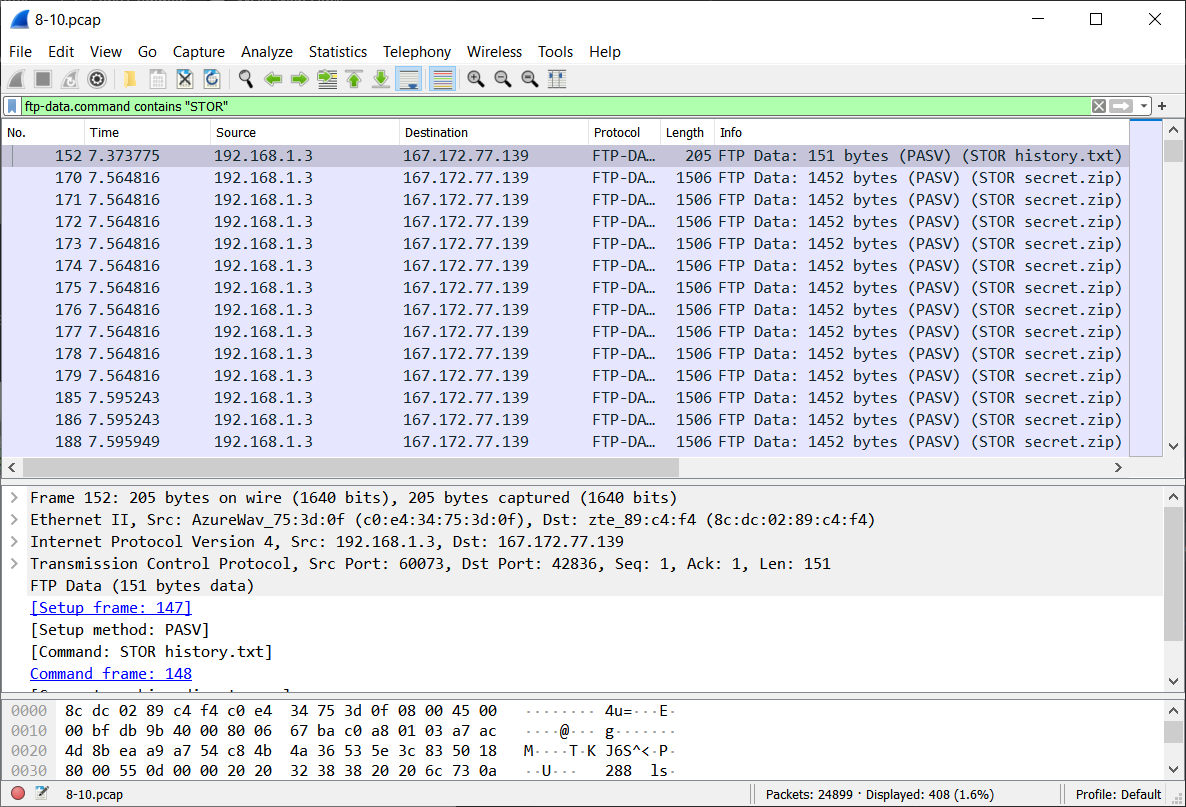 8-10.pcap
File Edit View Go Capture Analyze Statistics Telephony Wireless Tools Help
ftp-data.command contains "STOR"
No. Time Source Destination Protocol Length Info
152 7.373775 192.168.1.3 167.172.77.139 FTP-DA… 205 FTP Data: 151 bytes (PASV) (STOR history.txt)
170 7.564816 192.168.1.3 167.172.77.139 FTP-DA… 1506 FTP Data: 1452 bytes (PASV) (STOR secret.zip)
171 7.564816 192.168.1.3 167.172.77.139 FTP-DA… 1506 FTP Data: 1452 bytes (PASV) (STOR secret.zip)
172 7.564816 192.168.1.3 167.172.77.139 FTP-DA… 1506 FTP Data: 1452 bytes (PASV) (STOR secret.zip)
173 7.564816 192.168.1.3 167.172.77.139 FTP-DA… 1506 FTP Data: 1452 bytes (PASV) (STOR secret.zip)
174 7.564816 192.168.1.3 167.172.77.139 FTP-DA… 1506 FTP Data: 1452 bytes (PASV) (STOR secret.zip)
175 7.564816 192.168.1.3 167.172.77.139 FTP-DA… 1506 FTP Data: 1452 bytes (PASV) (STOR secret.zip)
176 7.564816 192.168.1.3 167.172.77.139 FTP-DA… 1506 FTP Data: 1452 bytes (PASV) (STOR secret.zip)
177 7.564816 192.168.1.3 167.172.77.139 FTP-DA… 1506 FTP Data: 1452 bytes (PASV) (STOR secret.zip)
178 7.564816 192.168.1.3 167.172.77.139 FTP-DA… 1506 FTP Data: 1452 bytes (PASV) (STOR secret.zip)
179 7.564816 192.168.1.3 167.172.77.139 FTP-DA… 1506 FTP Data: 1452 bytes (PASV) (STOR secret.zip)
185 7.595243 192.168.1.3 167.172.77.139 FTP-DA… 1506 FTP Data: 1452 bytes (PASV) (STOR secret.zip)
186 7.595243 192.168.1.3 167.172.77.139 FTP-DA… 1506 FTP Data: 1452 bytes (PASV) (STOR secret.zip)
188 7.595949 192.168.1.3 167.172.77.139 FTP-DA… 1506 FTP Data: 1452 bytes (PASV) (STOR secret.zip)
Frame 152: 205 bytes on wire (1640 bits), 205 bytes captured (1640 bits)
Ethernet II, Src: AzureWav_75:3d:0f (c0:e4:34:75:3d:0f), Dst: zte_89:c4:f4 (8c:dc:02:89:c4:f4)
Internet Protocol Version 4, Src: 192.168.1.3, Dst: 167.172.77.139
Transmission Control Protocol, Src Port: 60073, Dst Port: 42836, Seq: 1, Ack: 1, Len: 151
FTP Data (151 bytes data)
[Setup frame: 147]
[Setup method: PASV]
[Command: STOR history.txt]
Command frame: 148
0000 8c dc 02 89 c4 f4 c0 e4 34 75 3d 0f 08 00 45 00 ········ 4u=···E·
0010 00 bf db 9b 40 00 80 06 67 ba c0 a8 01 03 a7 ac ····@··· g·······
0020 4d 8b ea a9 a7 54 c8 4b 4a 36 53 5e 3c 83 50 18 M····T·K J6S^<·P·
0030 80 00 55 0d 00 00 20 20 32 38 38 20 20 6c 73 0a ··U··· 288 ls·
8-10.pcap Packets: 24899 · Displayed: 408 (1.6%) Profile: Default